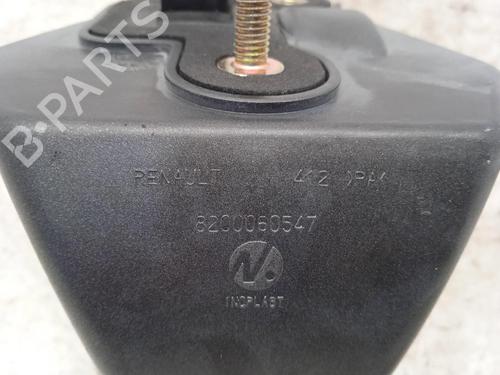 B-PARTS
RENAULT
8200060547
INOPLAST